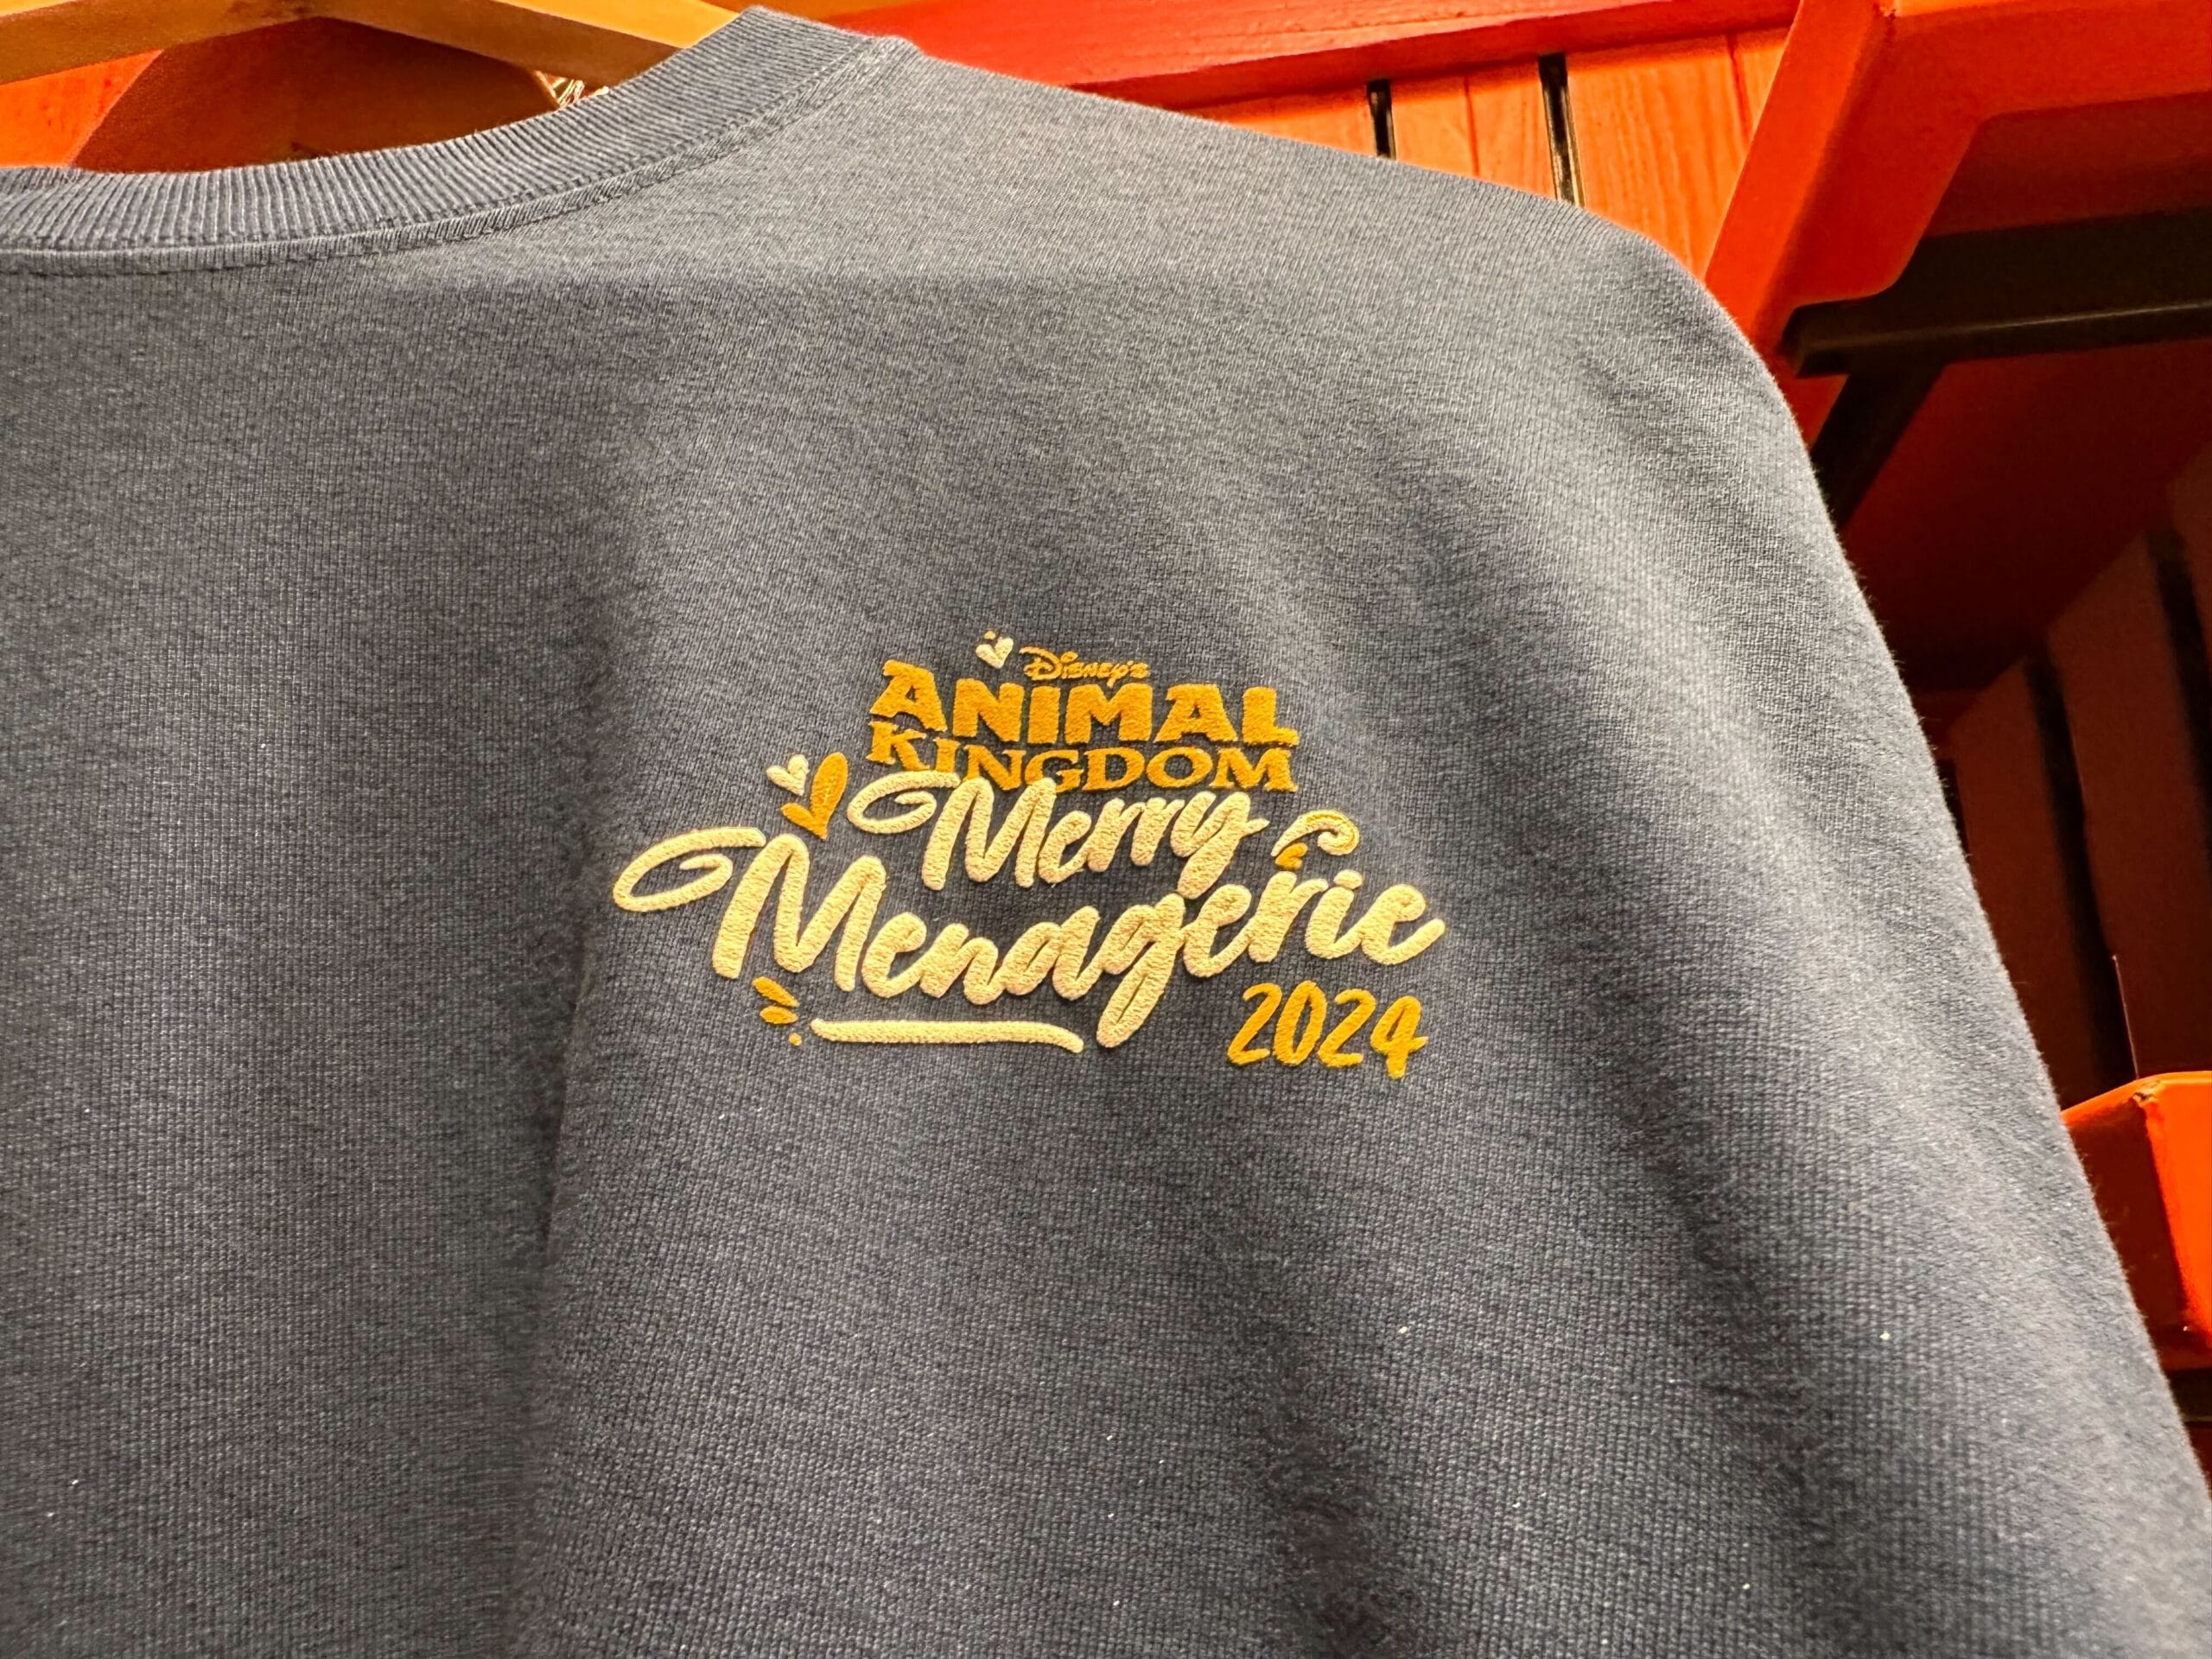 Disney's
ANIMAL
KINGDOM
Merry
Menagerie
2024